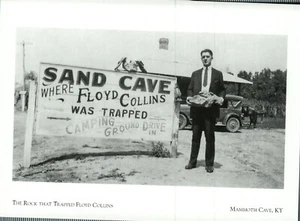 SAND CAVE
WHERE FLOYD COLLINS
WAS TRAPPED
CAMPING GROUND DRIVE
IN
THE ROCK THAT TRAPPED FLOYD COLLINS
MAMMOTH CAVE, KY